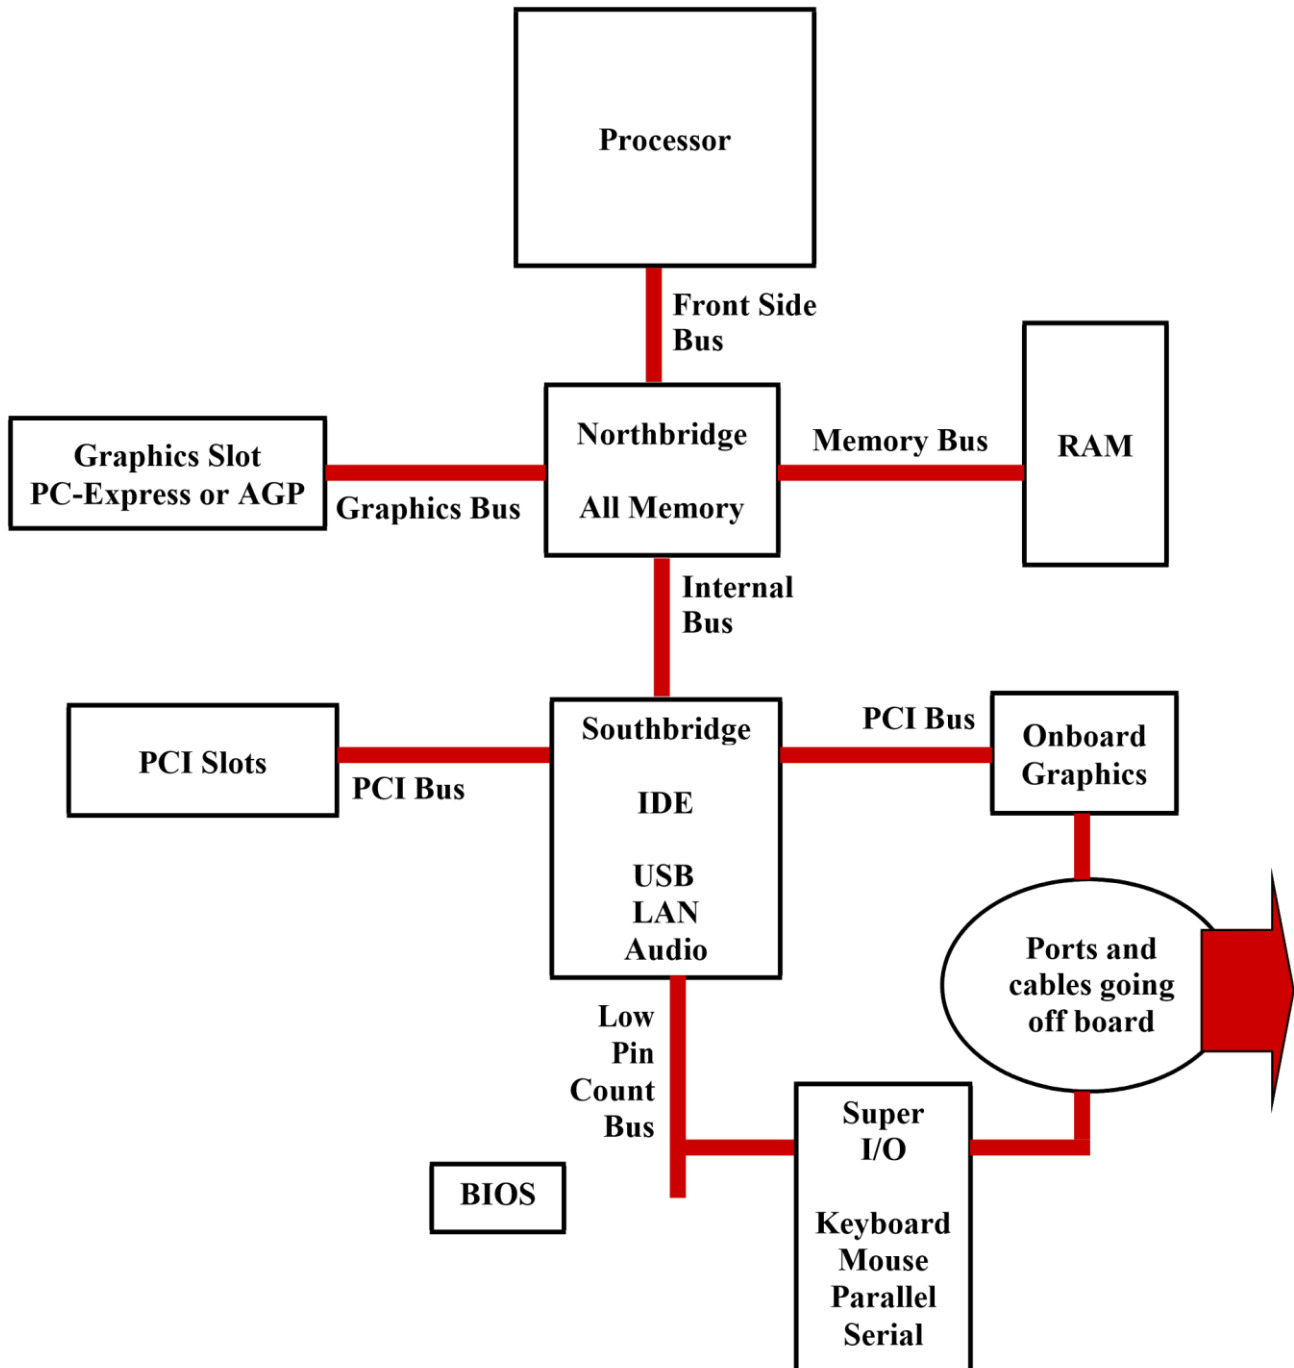 Processor
Front Side
Bus
Graphics Slot
PC-Express or AGP
Graphics Bus
Northbridge
All Memory
Memory Bus
RAM
Internal
Bus
PCI Slots
PCI Bus
Southbridge
IDE
USB
LAN
Audio
PCI Bus
Onboard
Graphics
Ports and
cables going
off board
Low
Pin
Count
Bus
BIOS
Super
I/O
Keyboard
Mouse
Parallel
Serial